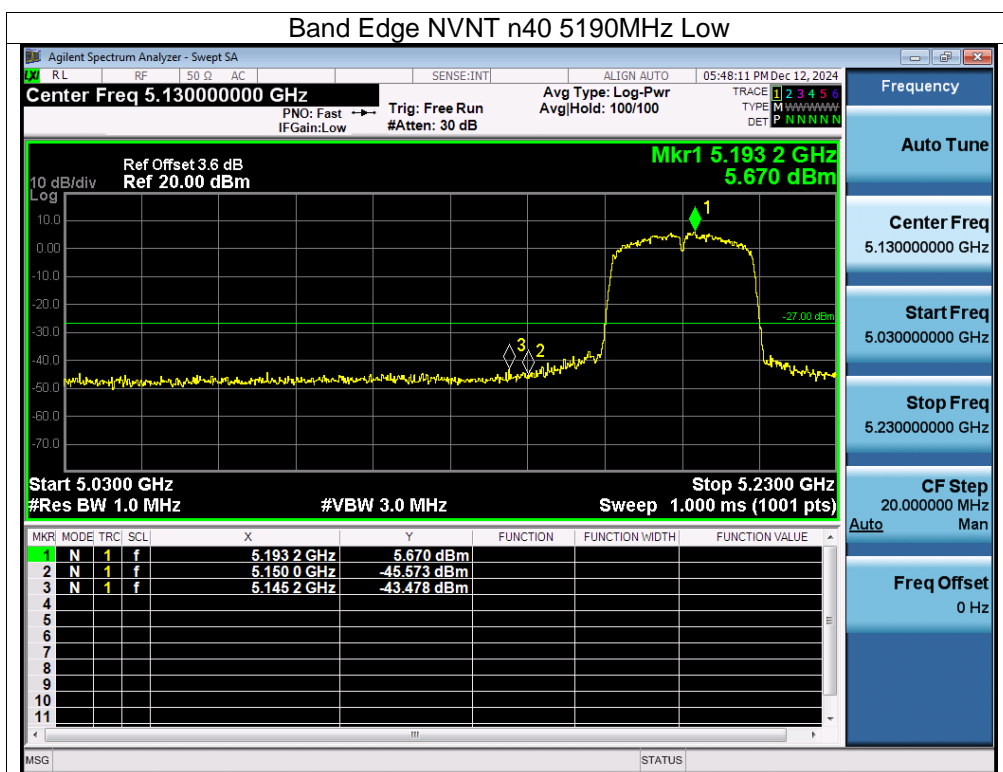 Band Edge NVNT n40 5190MHz Low
Agilent Spectrum Analyzer - Swept SA
LXI RL RF 50 Ω AC SENSE:INT ALIGN AUTO 05:48:11 PM Dec 12, 2024
Center Freq 5.130000000 GHz
PNO: Fast
IFGain:Low
Trig: Free Run
#Atten: 30 dB
Avg Type: Log-Pwr
Avg|Hold: 100/100
TRACE 1 2 3 4 5 6
TYPE M WWWWW
DET P N N N N N
Frequency
Auto Tune
Center Freq
5.130000000 GHz
Start Freq
5.030000000 GHz
Stop Freq
5.230000000 GHz
CF Step
20.000000 MHz
Auto Man
Freq Offset
0 Hz
Mkr1 5.193 2 GHz
5.670 dBm
Ref Offset 3.6 dB
10 dB/div Ref 20.00 dBm
Log
10.0
0.00
-10.0
-20.0
-30.0
-40.0
-50.0
-60.0
-70.0
1
-27.00 dBm
3 2
Start 5.0300 GHz Stop 5.2300 GHz
#Res BW 1.0 MHz #VBW 3.0 MHz Sweep 1.000 ms (1001 pts)
MKR MODE TRC SCL X Y FUNCTION FUNCTION WIDTH FUNCTION VALUE
1 N 1 f 5.193 2 GHz 5.670 dBm
2 N 1 f 5.150 0 GHz -45.573 dBm
3 N 1 f 5.145 2 GHz -43.478 dBm
4
5
6
7
8
9
10
11
MSG STATUS